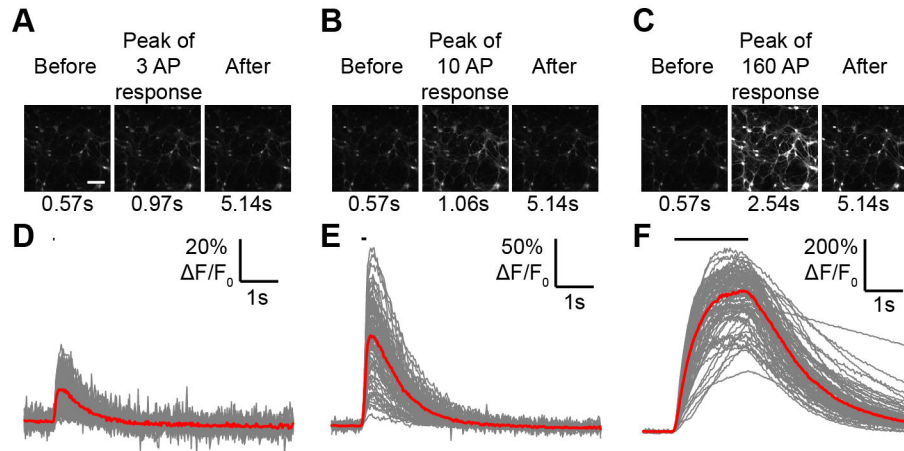 A
Before
Peak of
3 AP
response
After
0.57s
0.97s
5.14s
B
Before
Peak of
10 AP
response
After
0.57s
1.06s
5.14s
C
Before
Peak of
160 AP
response
After
0.57s
2.54s
5.14s
D
20%
ΔF/F₀
1s
E
50%
ΔF/F₀
1s
F
200%
ΔF/F₀
1s